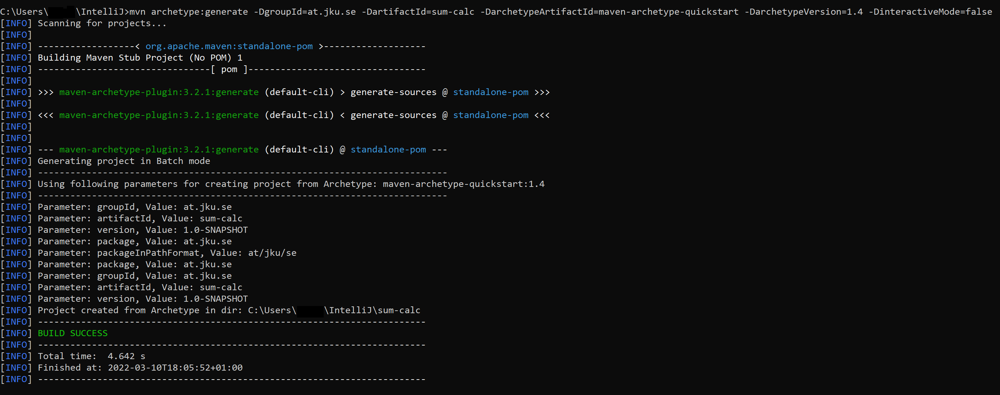 C:\Users\ \IntelliJ>mvn archetype:generate -DgroupId=at.jku.se -DartifactId=sum-calc -DarchetypeArtifactId=maven-archetype-quickstart -DarchetypeVersion=1.4 -DinteractiveMode=false
[INFO] Scanning for projects...
[INFO]
[INFO] ------------------< org.apache.maven:standalone-pom >-------------------
[INFO] Building Maven Stub Project (No POM) 1
[INFO] --------------------------------[ pom ]---------------------------------
[INFO]
[INFO] >>> maven-archetype-plugin:3.2.1:generate (default-cli) > generate-sources @ standalone-pom >>>
[INFO]
[INFO] <<< maven-archetype-plugin:3.2.1:generate (default-cli) < generate-sources @ standalone-pom <<<
[INFO]
[INFO]
[INFO] --- maven-archetype-plugin:3.2.1:generate (default-cli) @ standalone-pom ---
[INFO] Generating project in Batch mode
[INFO] ----------------------------------------------------------------------------
[INFO] Using following parameters for creating project from Archetype: maven-archetype-quickstart:1.4
[INFO] ----------------------------------------------------------------------------
[INFO] Parameter: groupId, Value: at.jku.se
[INFO] Parameter: artifactId, Value: sum-calc
[INFO] Parameter: version, Value: 1.0-SNAPSHOT
[INFO] Parameter: package, Value: at.jku.se
[INFO] Parameter: packageInPathFormat, Value: at/jku/se
[INFO] Parameter: package, Value: at.jku.se
[INFO] Parameter: groupId, Value: at.jku.se
[INFO] Parameter: artifactId, Value: sum-calc
[INFO] Parameter: version, Value: 1.0-SNAPSHOT
[INFO] Project created from Archetype in dir: C:\Users\ \IntelliJ\sum-calc
[INFO] ------------------------------------------------------------------------
[INFO] BUILD SUCCESS
[INFO] ------------------------------------------------------------------------
[INFO] Total time:  4.642 s
[INFO] Finished at: 2022-03-10T18:05:52+01:00
[INFO] ------------------------------------------------------------------------